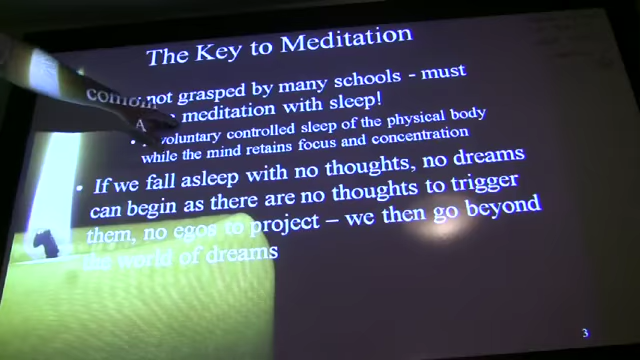 The Key to Meditation
not grasped by many schools - must
meditation with sleep!
voluntary controlled sleep of the physical body
while the mind retains focus and concentration
• If we fall asleep with no thoughts, no dreams
can begin as there are no thoughts to trigger
them, no egos to project – we then go beyond
the world of dreams
3